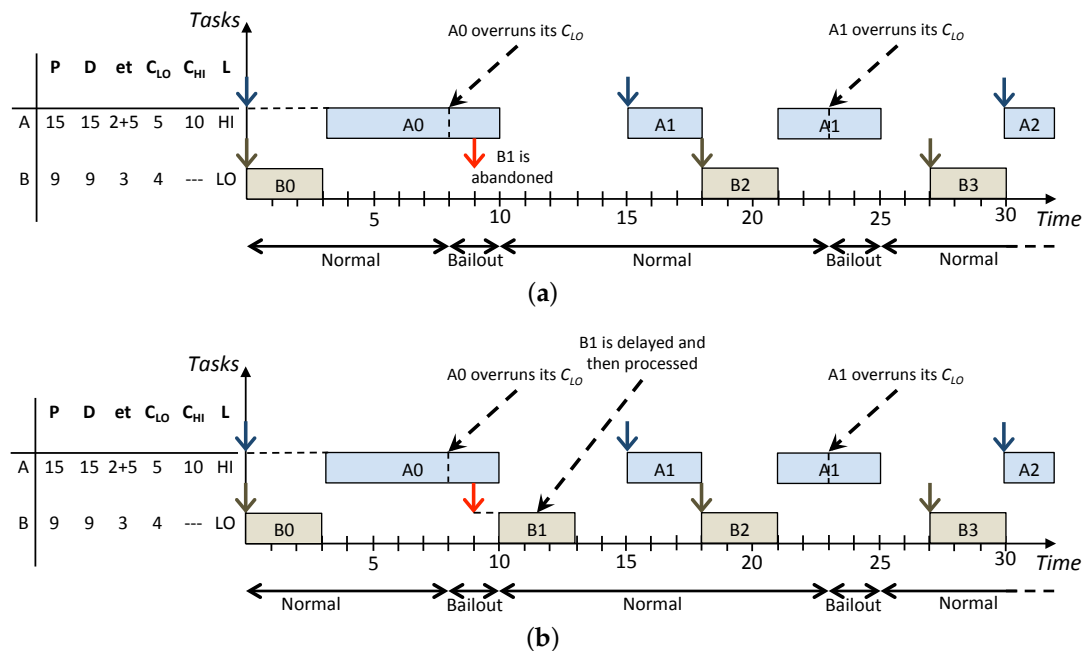 (a)
Tasks
A0 overruns its C_LO
A1 overruns its C_LO
P D et C_LO C_HI L
A 15 15 2+5 5 10 HI
A0 A1 A1 A2
B1 is
abandoned
B 9 9 3 4 --- LO
B0 B2 B3
5 10 15 20 25 30 Time
Normal Bailout Normal Bailout Normal
(a)
B1 is delayed and
then processed
Tasks
A0 overruns its C_LO
A1 overruns its C_LO
P D et C_LO C_HI L
A 15 15 2+5 5 10 HI
A0 A1 A1 A2
B 9 9 3 4 --- LO
B0 B1 B2 B3
5 10 15 20 25 30 Time
Normal Bailout Normal Bailout Normal
(b)